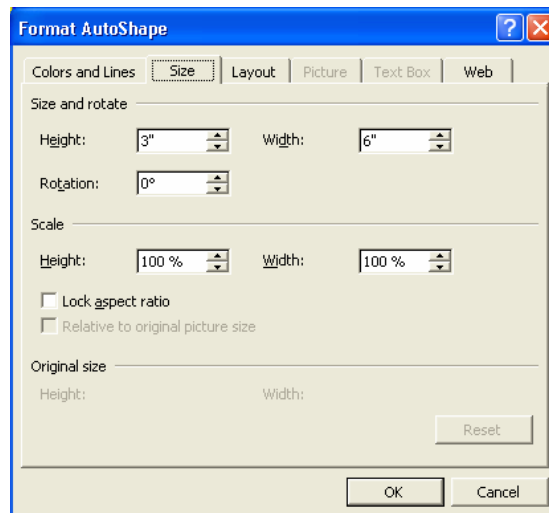 Format AutoShape
Colors and Lines Size Layout Picture Text Box Web
Size and rotate
Height: 3" Width: 6"
Rotation: 0°
Scale
Height: 100 % Width: 100 %
Lock aspect ratio
Relative to original picture size
Original size
Height: Width:
Reset
OK Cancel